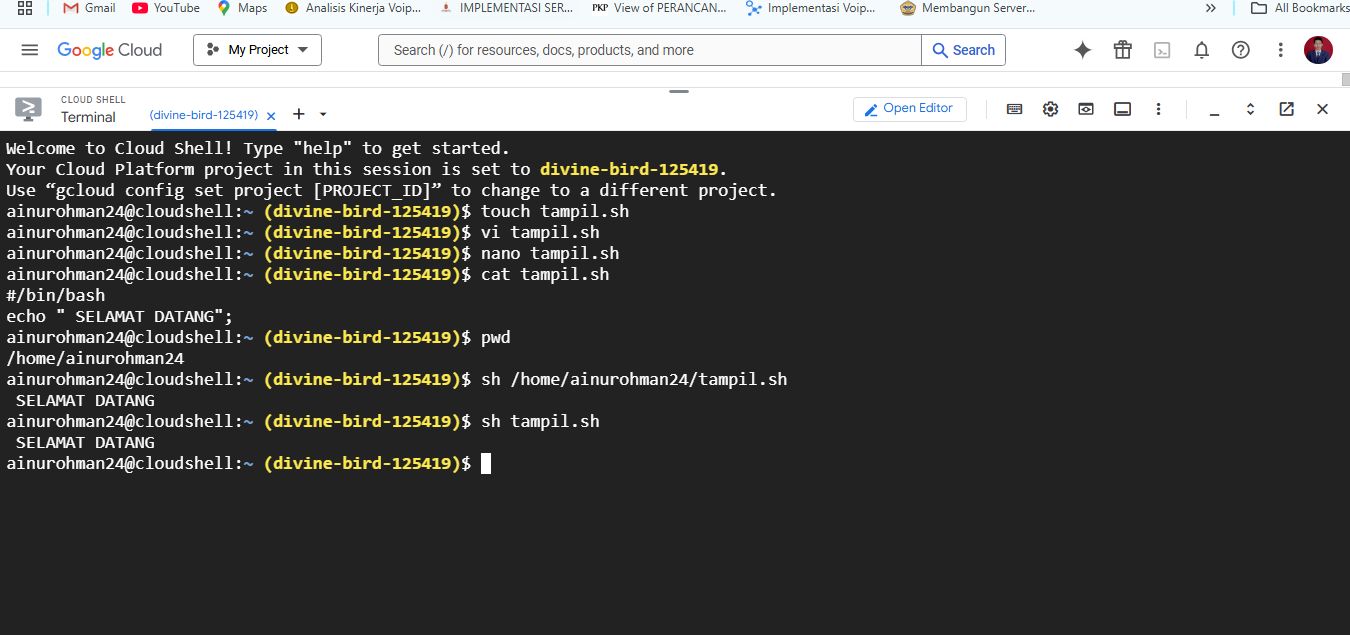 Gmail YouTube Maps Analisis Kinerja Voip... IMPLEMENTASI SER... PKP View of PERANCAN... Implementasi Voip... Membangun Server... » All Bookmarks
Google Cloud My Project Search (/) for resources, docs, products, and more Search
CLOUD SHELL
Terminal (divine-bird-125419) × + Open Editor
Welcome to Cloud Shell! Type "help" to get started.
Your Cloud Platform project in this session is set to divine-bird-125419.
Use “gcloud config set project [PROJECT_ID]” to change to a different project.
ainurohman24@cloudshell:~ (divine-bird-125419)$ touch tampil.sh
ainurohman24@cloudshell:~ (divine-bird-125419)$ vi tampil.sh
ainurohman24@cloudshell:~ (divine-bird-125419)$ nano tampil.sh
ainurohman24@cloudshell:~ (divine-bird-125419)$ cat tampil.sh
#/bin/bash
echo " SELAMAT DATANG";
ainurohman24@cloudshell:~ (divine-bird-125419)$ pwd
/home/ainurohman24
ainurohman24@cloudshell:~ (divine-bird-125419)$ sh /home/ainurohman24/tampil.sh
 SELAMAT DATANG
ainurohman24@cloudshell:~ (divine-bird-125419)$ sh tampil.sh
 SELAMAT DATANG
ainurohman24@cloudshell:~ (divine-bird-125419)$